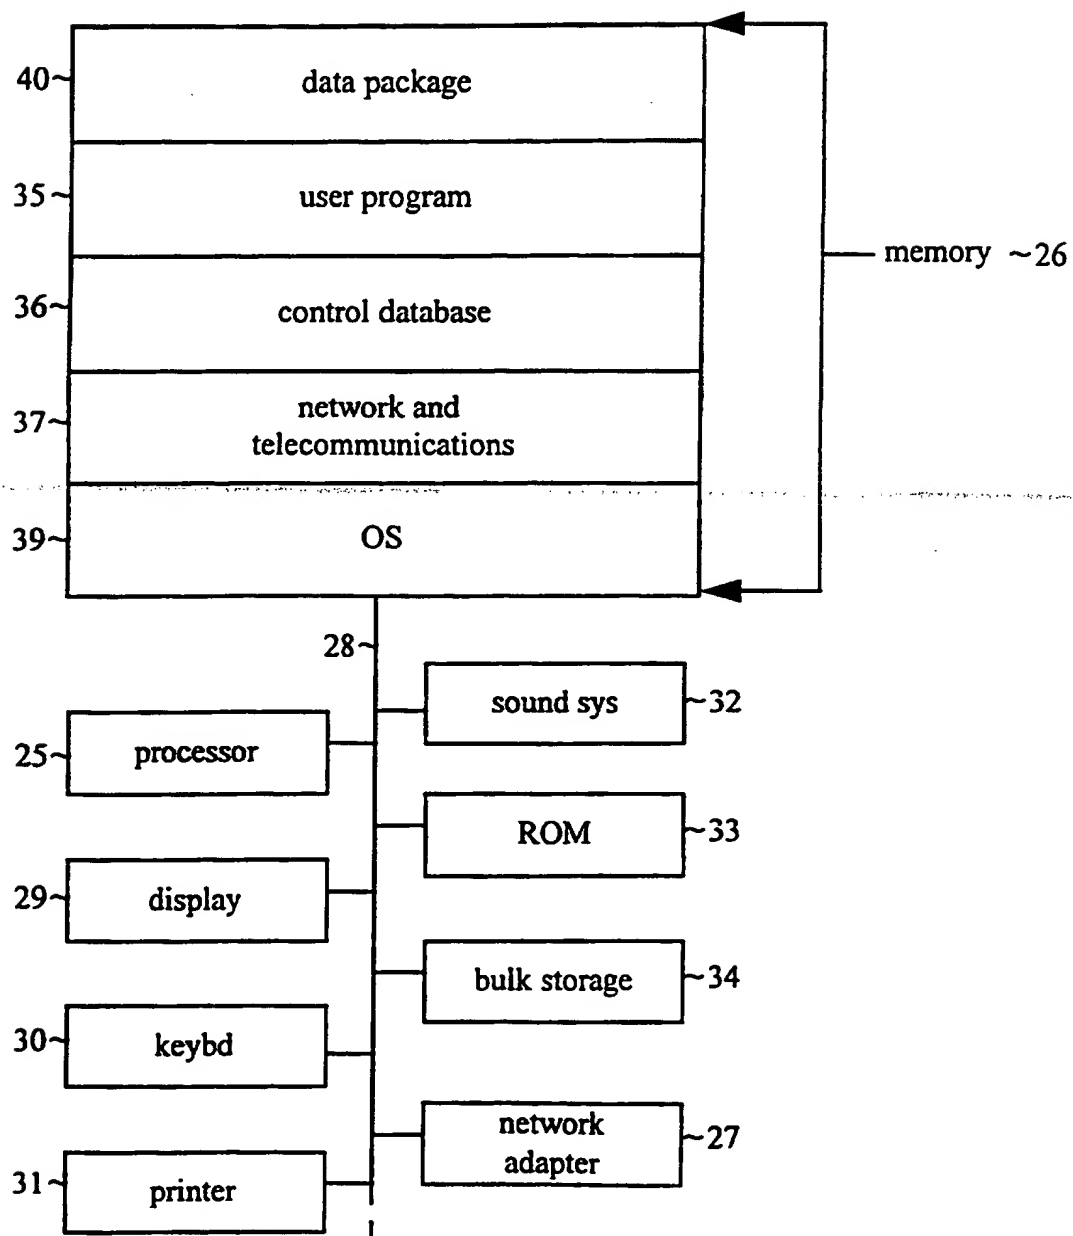 40~ data package
35~ user program
memory ~26
36~ control database
37~ network and
telecommunications
39~ OS
28~
sound sys ~32
25~ processor
ROM ~33
29~ display
bulk storage ~34
30~ keybd
network
adapter ~27
31~ printer